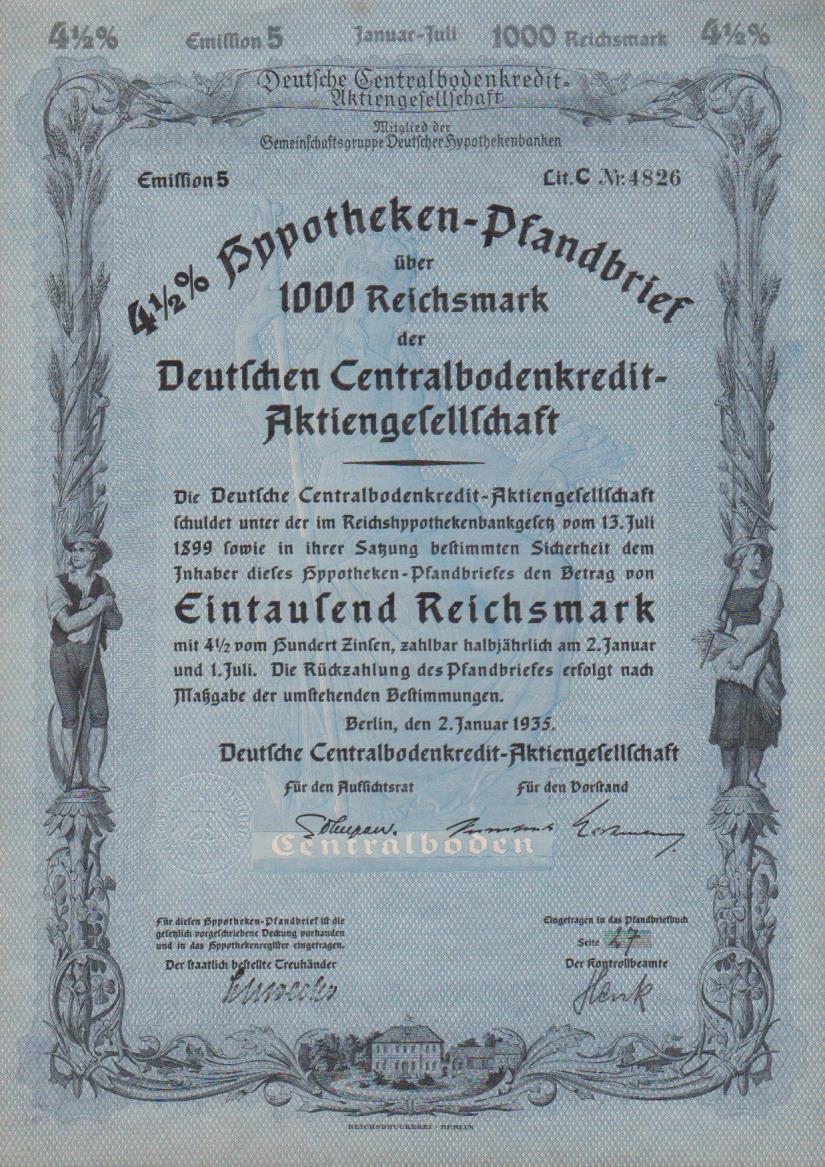 4½% Emission 5 Januar-Juli 1000 Reichsmark 4½%
Deutsche Centralbodenkredit-
Aktiengesellschaft
Mitglied der
Gemeinschaftsgruppe Deutscher Hypothekenbanken
Emission 5 Lit. C Nr. 4826
4½% Hypotheken-Pfandbrief
über
1000 Reichsmark
der
Deutschen Centralbodenkredit-
Aktiengesellschaft
Die Deutsche Centralbodenkredit-Aktiengesellschaft
schuldet unter der im Reichshypothekenbankgesetz vom 13. Juli
1899 sowie in ihrer Satzung bestimmten Sicherheit dem
Inhaber dieses Hypotheken-Pfandbriefes den Betrag von
Eintausend Reichsmark
mit 4½ vom Hundert Zinsen, zahlbar halbjährlich am 2. Januar
und 1. Juli. Die Rückzahlung des Pfandbriefes erfolgt nach
Maßgabe der umstehenden Bestimmungen.
Berlin, den 2. Januar 1935.
Deutsche Centralbodenkredit-Aktiengesellschaft
Für den Aufsichtsrat Für den Vorstand
Centralboden
Für diesen Hypotheken-Pfandbrief ist die
gesetzlich vorgeschriebene Deckung vorhanden
und in das Hypothekenregister eingetragen.
Der staatlich bestellte Treuhänder
Eingetragen in das Pfandbriefbuch
Seite 27
Der Kontrollbeamte
Henk
REICHSDRUCKEREI · BERLIN